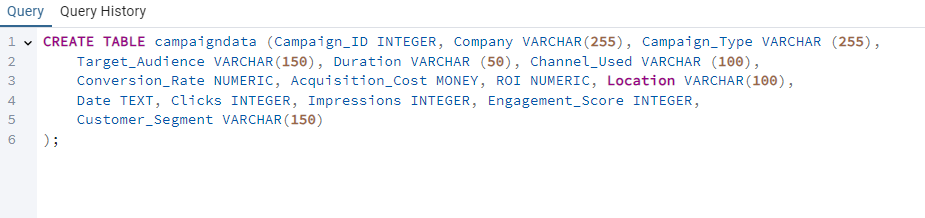 Query Query History
1 CREATE TABLE campaigndata (Campaign_ID INTEGER, Company VARCHAR(255), Campaign_Type VARCHAR (255),
2 Target_Audience VARCHAR(150), Duration VARCHAR (50), Channel_Used VARCHAR (100),
3 Conversion_Rate NUMERIC, Acquisition_Cost MONEY, ROI NUMERIC, Location VARCHAR(100),
4 Date TEXT, Clicks INTEGER, Impressions INTEGER, Engagement_Score INTEGER,
5 Customer_Segment VARCHAR(150)
6 );